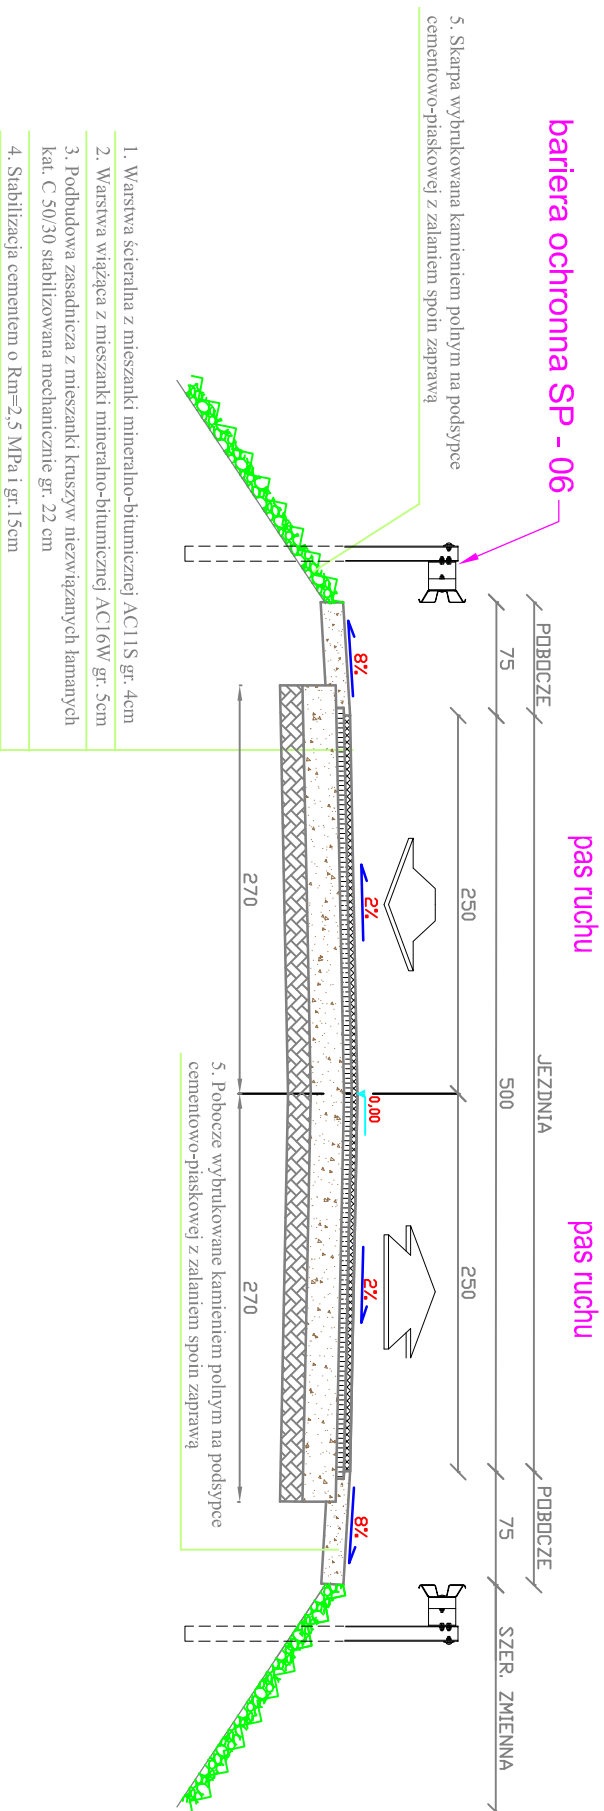 bariera ochronna SP - 06
pas ruchu
pas ruchu
POBOCZE
JEZDNIA
POBOCZE
75
500
75
SZER. ZMIENNA
250
250
5. Skarpa wybrukowana kamieniem polnym na podsypce
cementowo-piaskowej z zalaniem spoin zaprawą
8%
2%
0,00
2%
8%
270
270
5. Pobocze wybrukowane kamieniem polnym na podsypce
cementowo-piaskowej z zalaniem spoin zaprawą
1. Warstwa ścieralna z mieszanki mineralno-bitumicznej AC11S gr. 4cm
2. Warstwa wiążąca z mieszanki mineralno-bitumicznej AC16W gr. 5cm
3. Podbudowa zasadnicza z mieszanki kruszyw niezwiązanych łamanych
kat. C 50/30 stabilizowana mechanicznie gr. 22 cm
4. Stabilizacja cementem o Rm=2,5 MPa i gr.15cm